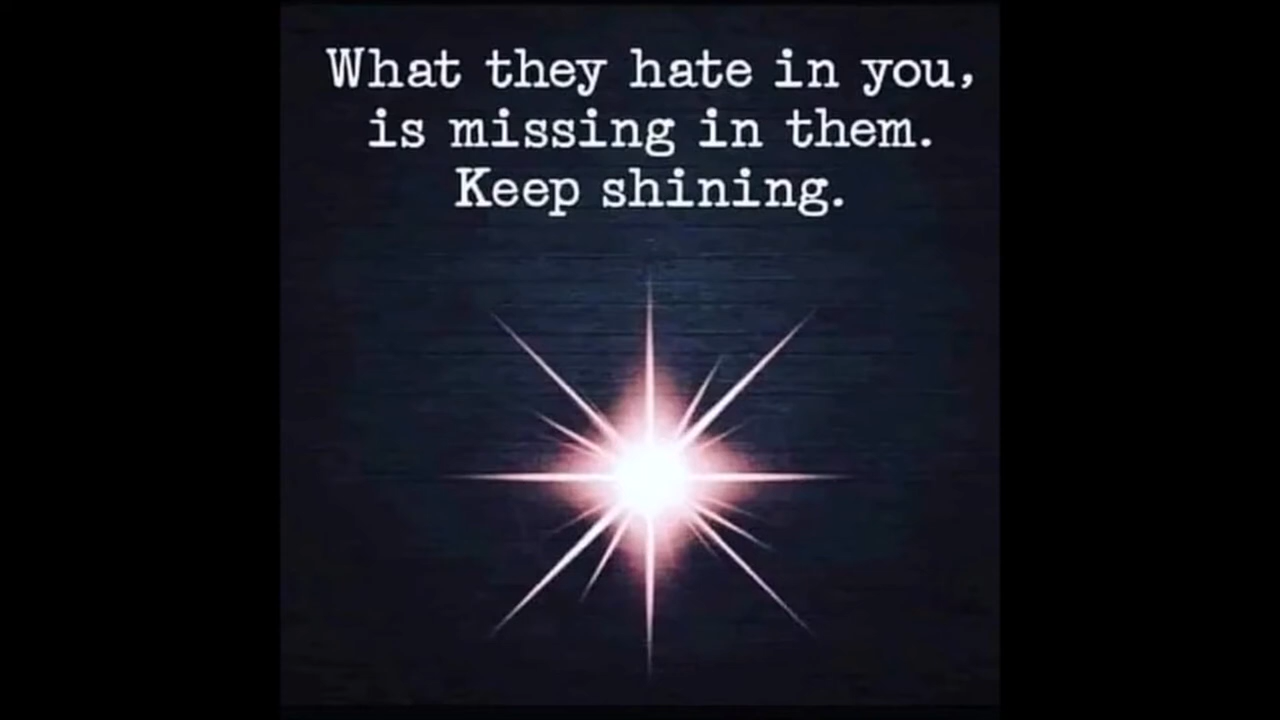 What they hate in you,
is missing in them.
Keep shining.